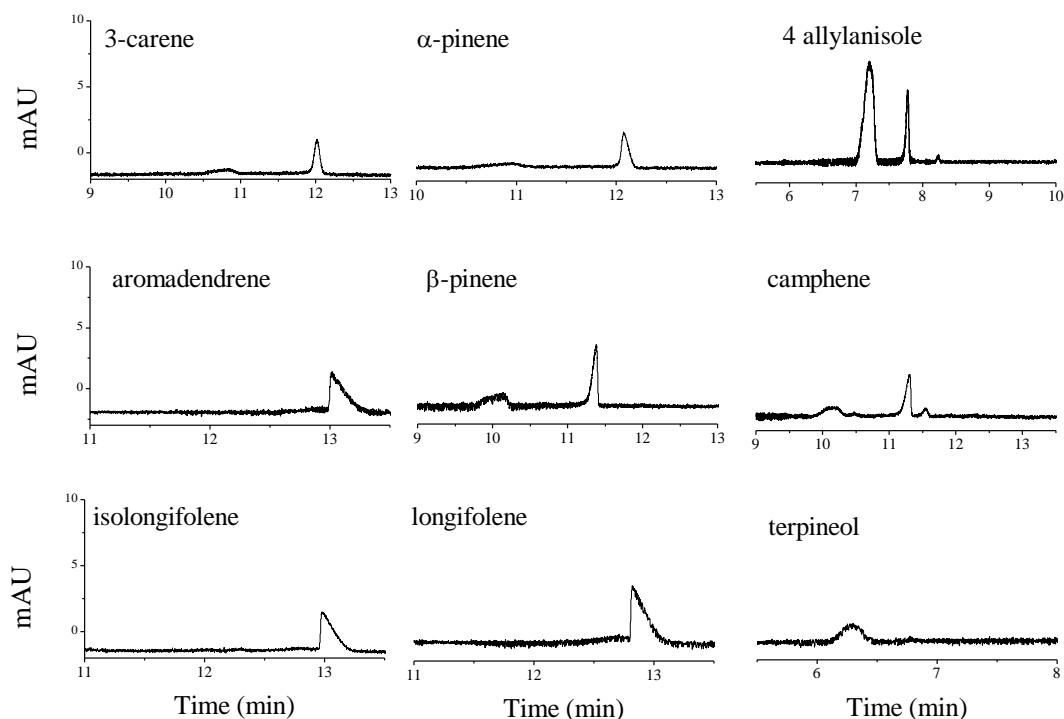 10
3-carene
α-pinene
4 allylanisole
5
mAU
0
9 10 11 12 13
10 11 12 13
6 7 8 9 10
10
aromadendrene
β-pinene
camphene
5
mAU
0
11 12 13
9 10 11 12 13
9 10 11 12 13
10
isolongifolene
longifolene
terpineol
5
mAU
0
11 12 13
11 12 13
6 7 8
Time (min)
Time (min)
Time (min)